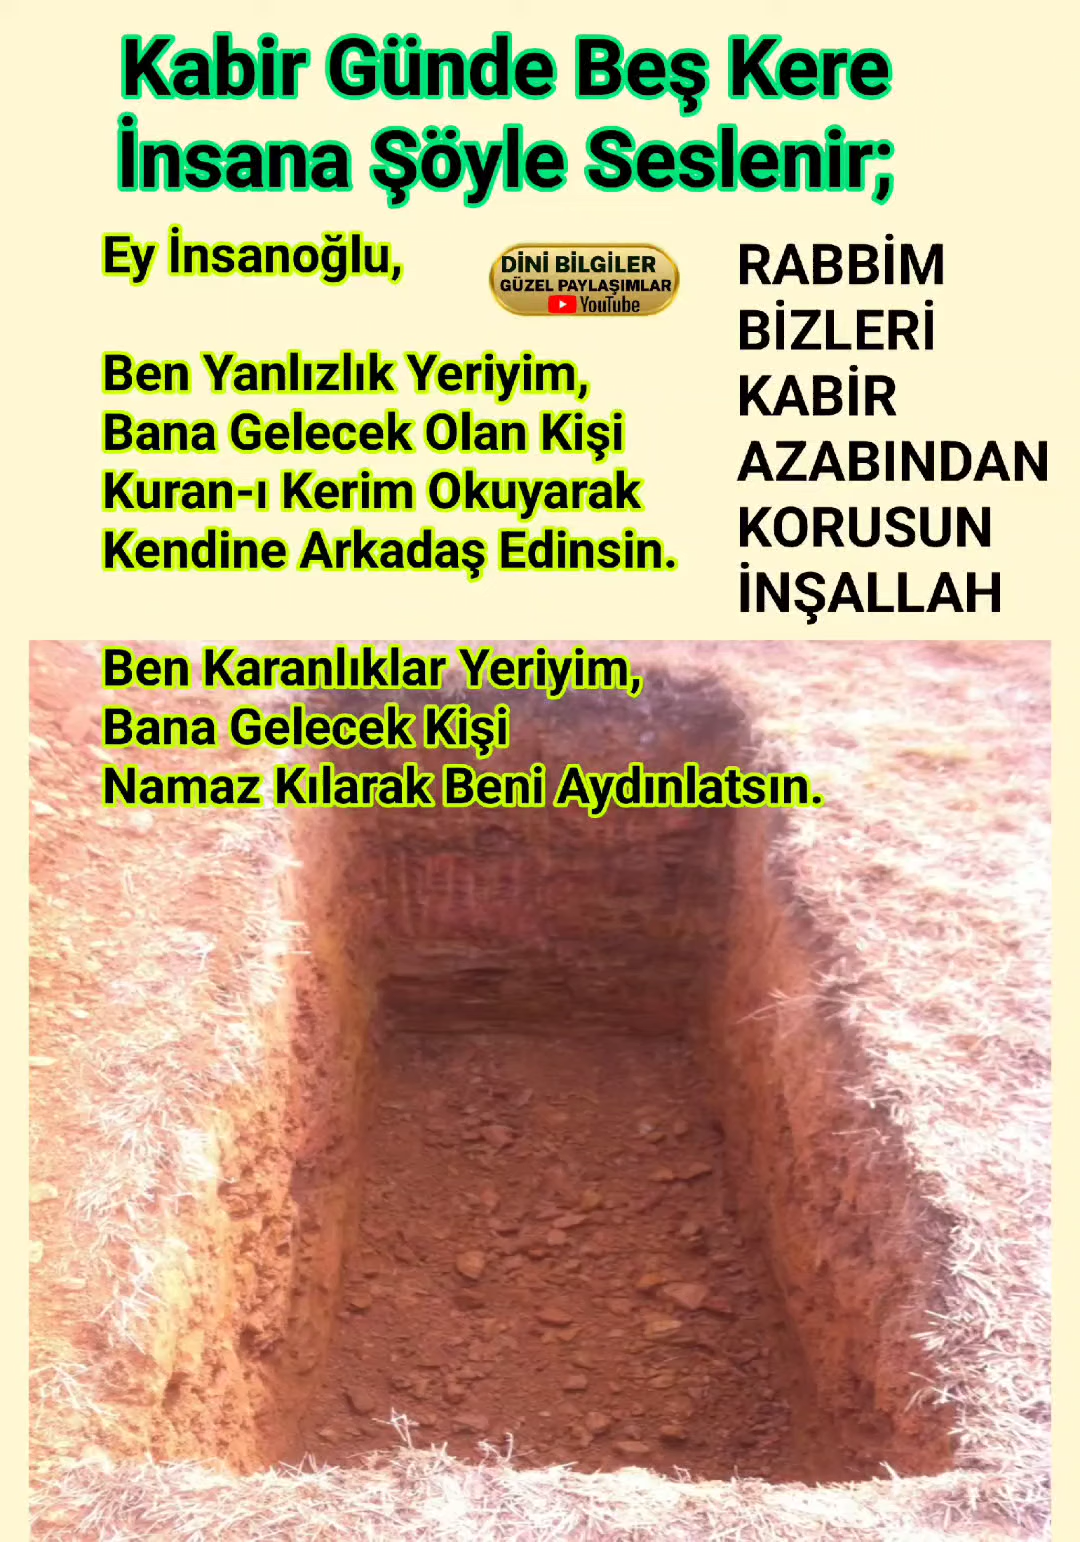 Kabir Günde Beş Kere
İnsana Şöyle Seslenir;
Ey İnsanoğlu,
DİNİ BİLGİLER
GÜZEL PAYLAŞIMLAR
YouTube
Ben Yanlızlık Yeriyim,
Bana Gelecek Olan Kişi
Kuran-ı Kerim Okuyarak
Kendine Arkadaş Edinsin.
RABBİM
BİZLERİ
KABİR
AZABINDAN
KORUSUN
İNŞALLAH
Ben Karanlıklar Yeriyim,
Bana Gelecek Kişi
Namaz Kılarak Beni Aydınlatsın.